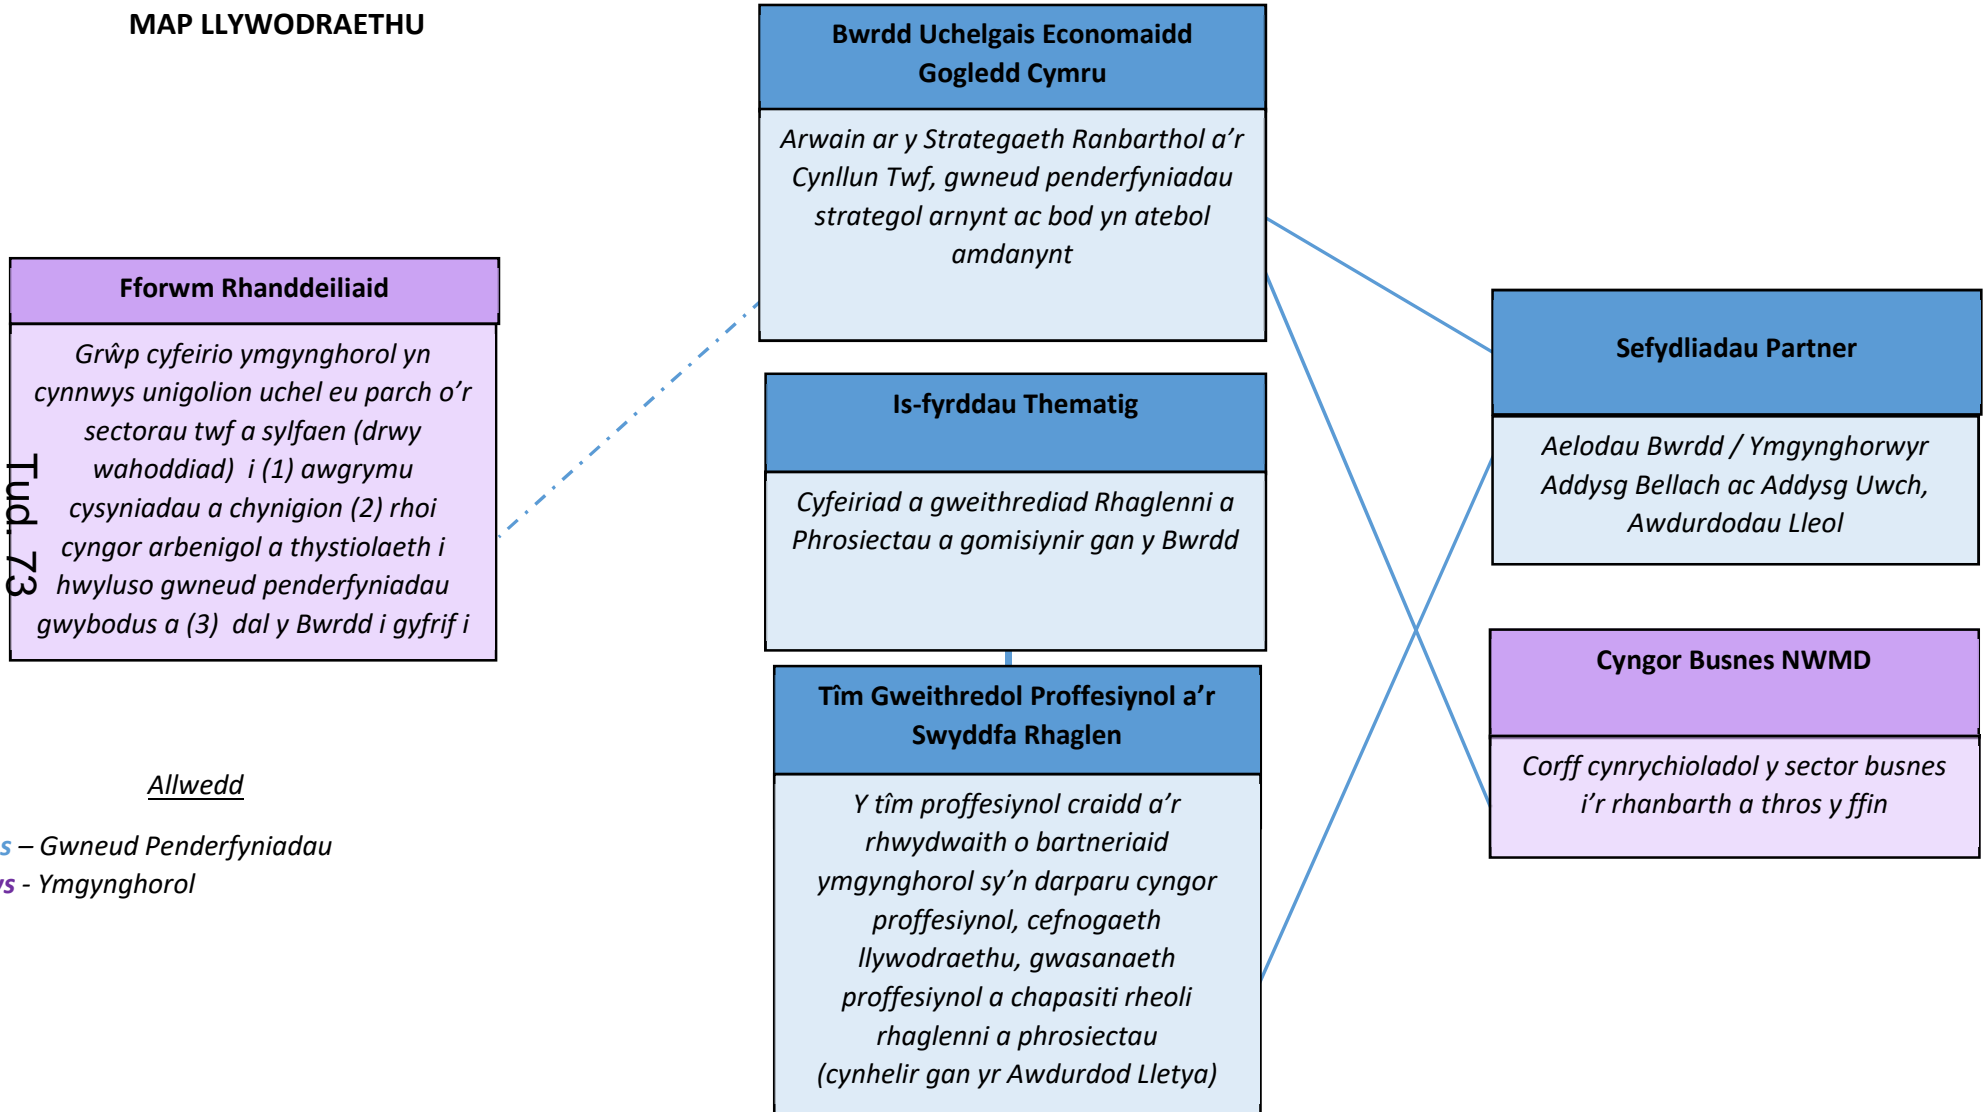 MAP LLYWODRAETHU
Bwrdd Uchelgais Economaidd
Gogledd Cymru
Arwain ar y Strategaeth Ranbarthol a’r
Cynllun Twf, gwneud penderfyniadau
strategol arnynt ac bod yn atebol
amdanynt
Fforwm Rhanddeiliaid
Grŵp cyfeirio ymgynghorol yn
cynnwys unigolion uchel eu parch o’r
sectorau twf a sylfaen (drwy
wahoddiad) i (1) awgrymu
cysyniadau a chynigion (2) rhoi
cyngor arbenigol a thystiolaeth i
hwyluso gwneud penderfyniadau
gwybodus a (3) dal y Bwrdd i gyfrif i
Tud. 73
Is-fyrddau Thematig
Cyfeiriad a gweithrediad Rhaglenni a
Phrosiectau a gomisiynir gan y Bwrdd
Sefydliadau Partner
Aelodau Bwrdd / Ymgynghorwyr
Addysg Bellach ac Addysg Uwch,
Awdurdodau Lleol
Tîm Gweithredol Proffesiynol a’r
Swyddfa Rhaglen
Y tîm proffesiynol craidd a’r
rhwydwaith o bartneriaid
ymgynghorol sy’n darparu cyngor
proffesiynol, cefnogaeth
llywodraethu, gwasanaeth
proffesiynol a chapasiti rheoli
rhaglenni a phrosiectau
(cynhelir gan yr Awdurdod Lletya)
Cyngor Busnes NWMD
Corff cynrychioladol y sector busnes
i’r rhanbarth a thros y ffin
Allwedd
s – Gwneud Penderfyniadau
s - Ymgynghorol